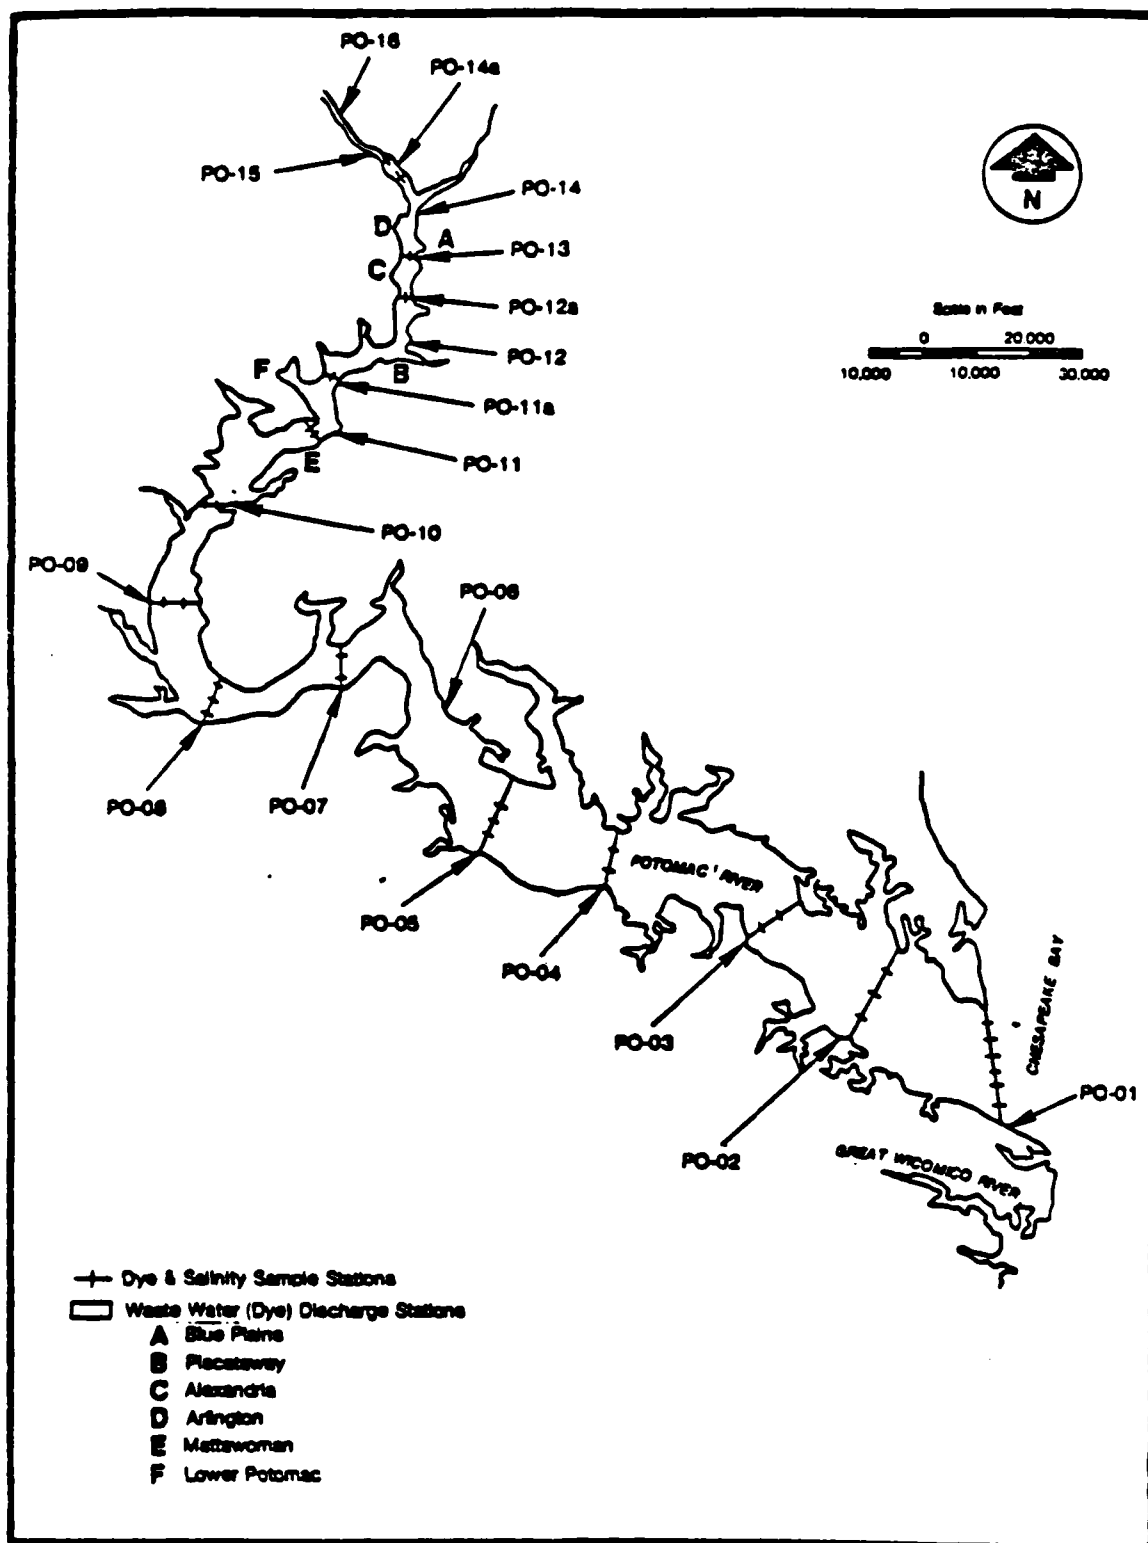 PO-16
PO-14a
PO-15
PO-14
D
A
PO-13
C
PO-12a
Scale in Feet
0 20.000
10.000 10.000 30.000
PO-12
F
B
PO-11a
E
PO-11
N
PO-10
PO-09
PO-06
PO-08
PO-07
POTOMAC RIVER
PO-05
PO-04
CHESAPEAKE BAY
PO-03
PO-01
PO-02
GREAT WICOMICO RIVER
Dye & Salinity Sample Stations
Waste Water (Dye) Discharge Stations
A Blue Plains
B Piscataway
C Alexandria
D Arlington
E Mattawoman
F Lower Potomac